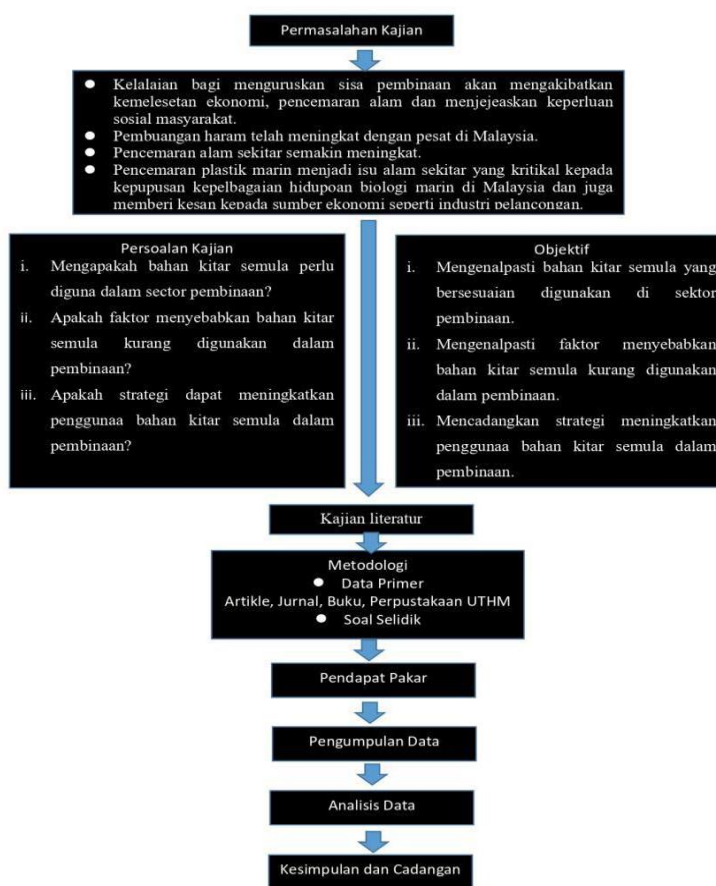 Permasalahan Kajian
● Kelalaian bagi menguruskan sisa pembinaan akan mengakibatkan
kemelesetan ekonomi, pencemaran alam dan menjejaskan keperluan
sosial masyarakat.
● Pembuangan haram telah meningkat dengan pesat di Malaysia.
● Pencemaran alam sekitar semakin meningkat.
● Pencemaran plastik marin menjadi isu alam sekitar yang kritikal kepada
kepupusan kepelbagaian hidupoan biologi marin di Malaysia dan juga
memberi kesan kepada sumber ekonomi seperti industri pelancongan.
Persoalan Kajian
i. Mengapakah bahan kitar semula perlu
diguna dalam sector pembinaan?
ii. Apakah faktor menyebabkan bahan kitar
semula kurang digunakan dalam
pembinaan?
iii. Apakah strategi dapat meningkatkan
penggunaa bahan kitar semula dalam
pembinaan?
Objektif
i. Mengenalpasti bahan kitar semula yang
bersesuaian digunakan di sektor
pembinaan.
ii. Mengenalpasti faktor menyebabkan
bahan kitar semula kurang digunakan
dalam pembinaan.
iii. Mencadangkan strategi meningkatkan
penggunaa bahan kitar semula dalam
pembinaan.
Kajian literatur
Metodologi
● Data Primer
Artikle, Jurnal, Buku, Perpustakaan UTHM
● Soal Selidik
Pendapat Pakar
Pengumpulan Data
Analisis Data
Kesimpulan dan Cadangan